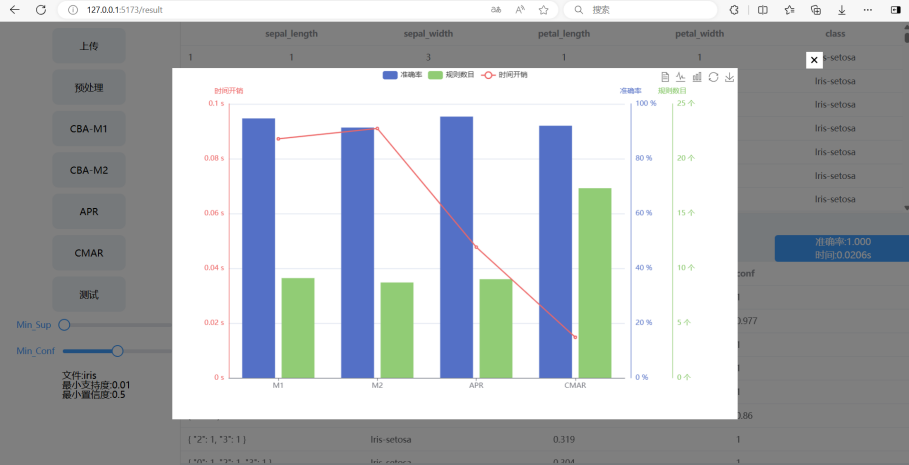 127.0.0.1:5173/result
搜索
上传
预处理
CBA-M1
CBA-M2
APR
CMAR
测试
Min_Sup
Min_Conf
文件:iris
最小支持度:0.01
最小置信度:0.5
sepal_length sepal_width petal_length petal_width class
1 1 3 1 1 Iris-setosa
Iris-setosa
Iris-setosa
Iris-setosa
Iris-setosa
Iris-setosa
Iris-setosa
准确率:1.000
时间:0.0206s
conf
1
0.977
1
1
1
0.86
{ "2": 1, "3": 1 } Iris-setosa 0.319 1
{ "0": 1, "2": 1, "3": 1 } Iris-setosa 0.304 1
准确率 规则数目 时间开销
时间开销 准确率 规则数目
0.1 s 100 % 25 个
0.08 s 80 % 20 个
0.06 s 60 % 15 个
0.04 s 40 % 10 个
0.02 s 20 % 5 个
0 s 0 % 0 个
M1 M2 APR CMAR